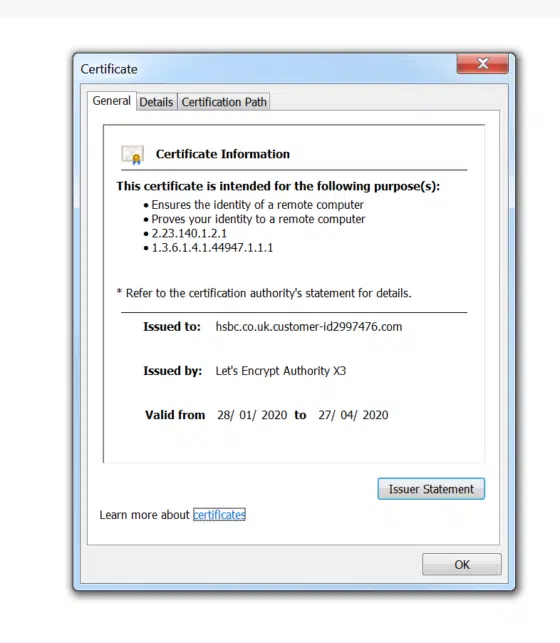 Certificate
General Details Certification Path
Certificate Information
This certificate is intended for the following purpose(s):
• Ensures the identity of a remote computer
• Proves your identity to a remote computer
• 2.23.140.1.2.1
• 1.3.6.1.4.1.44947.1.1.1
* Refer to the certification authority's statement for details.
Issued to: hsbc.co.uk.customer-id2997476.com
Issued by: Let's Encrypt Authority X3
Valid from 28/ 01/ 2020 to 27/ 04/ 2020
Issuer Statement
Learn more about certificates
OK